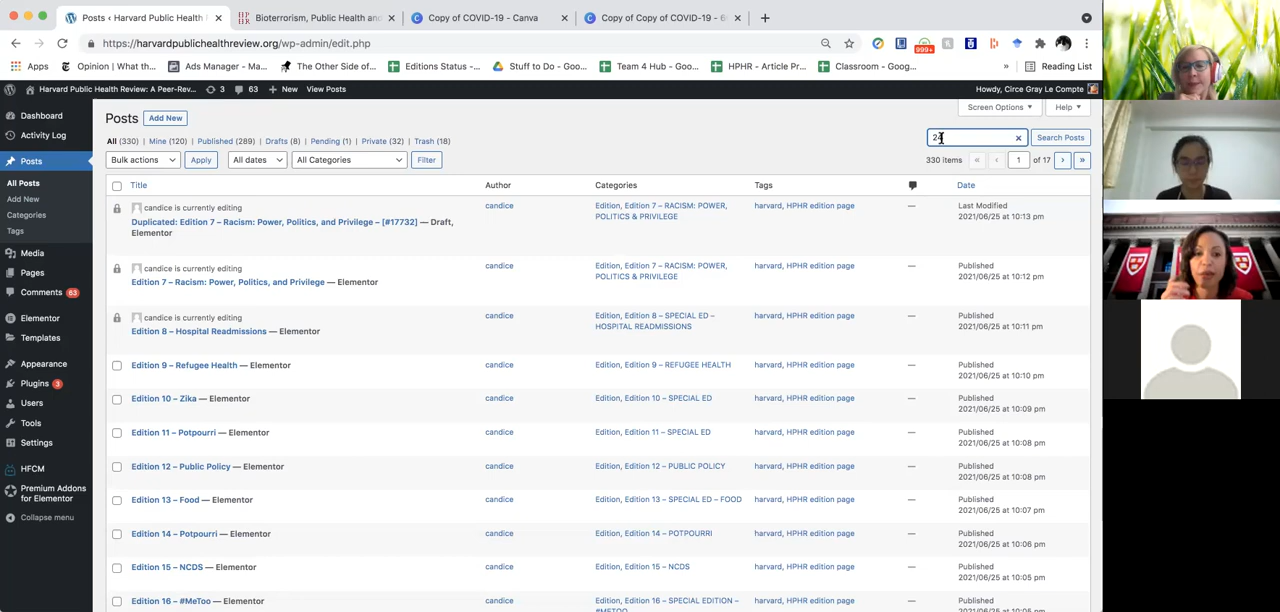 Posts ‹ Harvard Public Health
Bioterrorism, Public Health and
Copy of COVID-19 - Canva
Copy of Copy of COVID-19 - 6
https://harvardpublichealthreview.org/wp-admin/edit.php
999+
Apps
Opinion | What th...
Ads Manager - Ma...
The Other Side of...
Editions Status -...
Stuff to Do - Goo...
Team 4 Hub - Goo...
HPHR - Article Pr...
Classroom - Goog...
»
Reading List
Harvard Public Health Review: A Peer-Rev...
3
63
New
View Posts
Howdy, Circe Gray Le Compte
Dashboard
Activity Log
Posts
All Posts
Add New
Categories
Tags
Media
Pages
Comments 63
Elementor
Templates
Appearance
Plugins 3
Users
Tools
Settings
HFCM
Premium Addons
for Elementor
Collapse menu
Posts
Add New
Screen Options
Help
All (330) | Mine (120) | Published (289) | Drafts (8) | Pending (1) | Private (32) | Trash (18)
Search Posts
Bulk actions
Apply
All dates
All Categories
Filter
330 items « ‹ 1 of 17 › »
Title
Author
Categories
Tags
Date
candice is currently editing
Duplicated: Edition 7 – Racism: Power, Politics, and Privilege – [#17732] — Draft,
Elementor
candice
Edition, Edition 7 – RACISM: POWER,
POLITICS & PRIVILEGE
harvard, HPHR edition page
—
Last Modified
2021/06/25 at 10:13 pm
candice is currently editing
Edition 7 – Racism: Power, Politics, and Privilege — Elementor
candice
Edition, Edition 7 – RACISM: POWER,
POLITICS & PRIVILEGE
harvard, HPHR edition page
—
Published
2021/06/25 at 10:12 pm
candice is currently editing
Edition 8 – Hospital Readmissions — Elementor
candice
Edition, Edition 8 – SPECIAL ED –
HOSPITAL READMISSIONS
harvard, HPHR edition page
—
Published
2021/06/25 at 10:11 pm
Edition 9 – Refugee Health — Elementor
candice
Edition, Edition 9 – REFUGEE HEALTH
harvard, HPHR edition page
—
Published
2021/06/25 at 10:10 pm
Edition 10 – Zika — Elementor
candice
Edition, Edition 10 – SPECIAL ED
harvard, HPHR edition page
—
Published
2021/06/25 at 10:09 pm
Edition 11 – Potpourri — Elementor
candice
Edition, Edition 11 – SPECIAL ED
harvard, HPHR edition page
—
Published
2021/06/25 at 10:08 pm
Edition 12 – Public Policy — Elementor
candice
Edition, Edition 12 – PUBLIC POLICY
harvard, HPHR edition page
—
Published
2021/06/25 at 10:08 pm
Edition 13 – Food — Elementor
candice
Edition, Edition 13 – SPECIAL ED – FOOD
harvard, HPHR edition page
—
Published
2021/06/25 at 10:07 pm
Edition 14 – Potpourri — Elementor
candice
Edition, Edition 14 – POTPOURRI
harvard, HPHR edition page
—
Published
2021/06/25 at 10:06 pm
Edition 15 – NCDS — Elementor
candice
Edition, Edition 15 – NCDS
harvard, HPHR edition page
—
Published
2021/06/25 at 10:05 pm
Edition 16 – #MeToo — Elementor
candice
Edition, Edition 16 – SPECIAL EDITION –
#METOO
harvard, HPHR edition page
—
Published
2021/06/25 at 10:05 pm